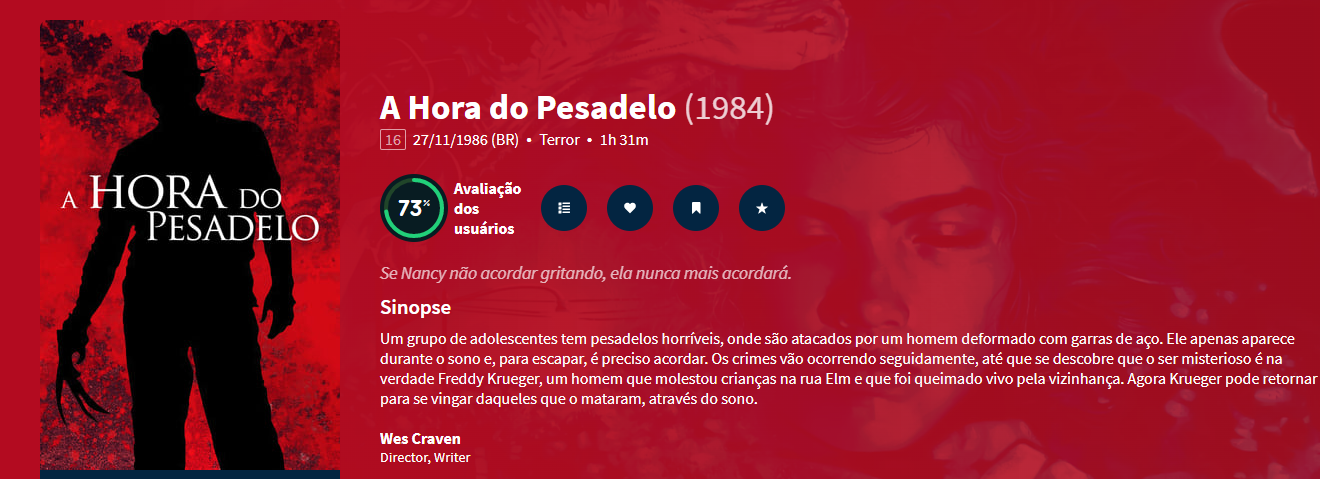 A HORA DO
PESADELO
A Hora do Pesadelo (1984)
16 27/11/1986 (BR) • Terror • 1h 31m
73%
Avaliação
dos
usuários
Se Nancy não acordar gritando, ela nunca mais acordará.
Sinopse
Um grupo de adolescentes tem pesadelos horríveis, onde são atacados por um homem deformado com garras de aço. Ele apenas aparece
durante o sono e, para escapar, é preciso acordar. Os crimes vão ocorrendo seguidamente, até que se descobre que o ser misterioso é na
verdade Freddy Krueger, um homem que molestou crianças na rua Elm e que foi queimado vivo pela vizinhança. Agora Krueger pode retornar
para se vingar daqueles que o mataram, através do sono.
Wes Craven
Director, Writer